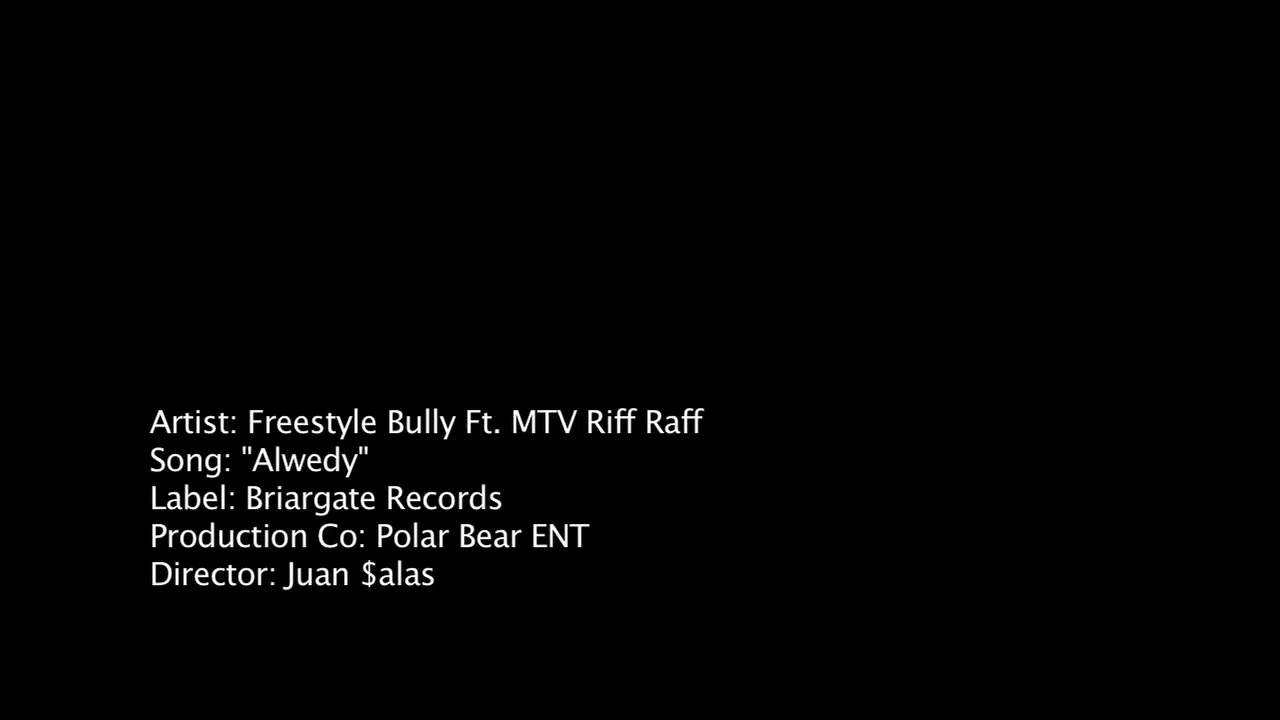 Artist: Freestyle Bully Ft. MTV Riff Raff
Song: "Alwedy"
Label: Briargate Records
Production Co: Polar Bear ENT
Director: Juan $alas